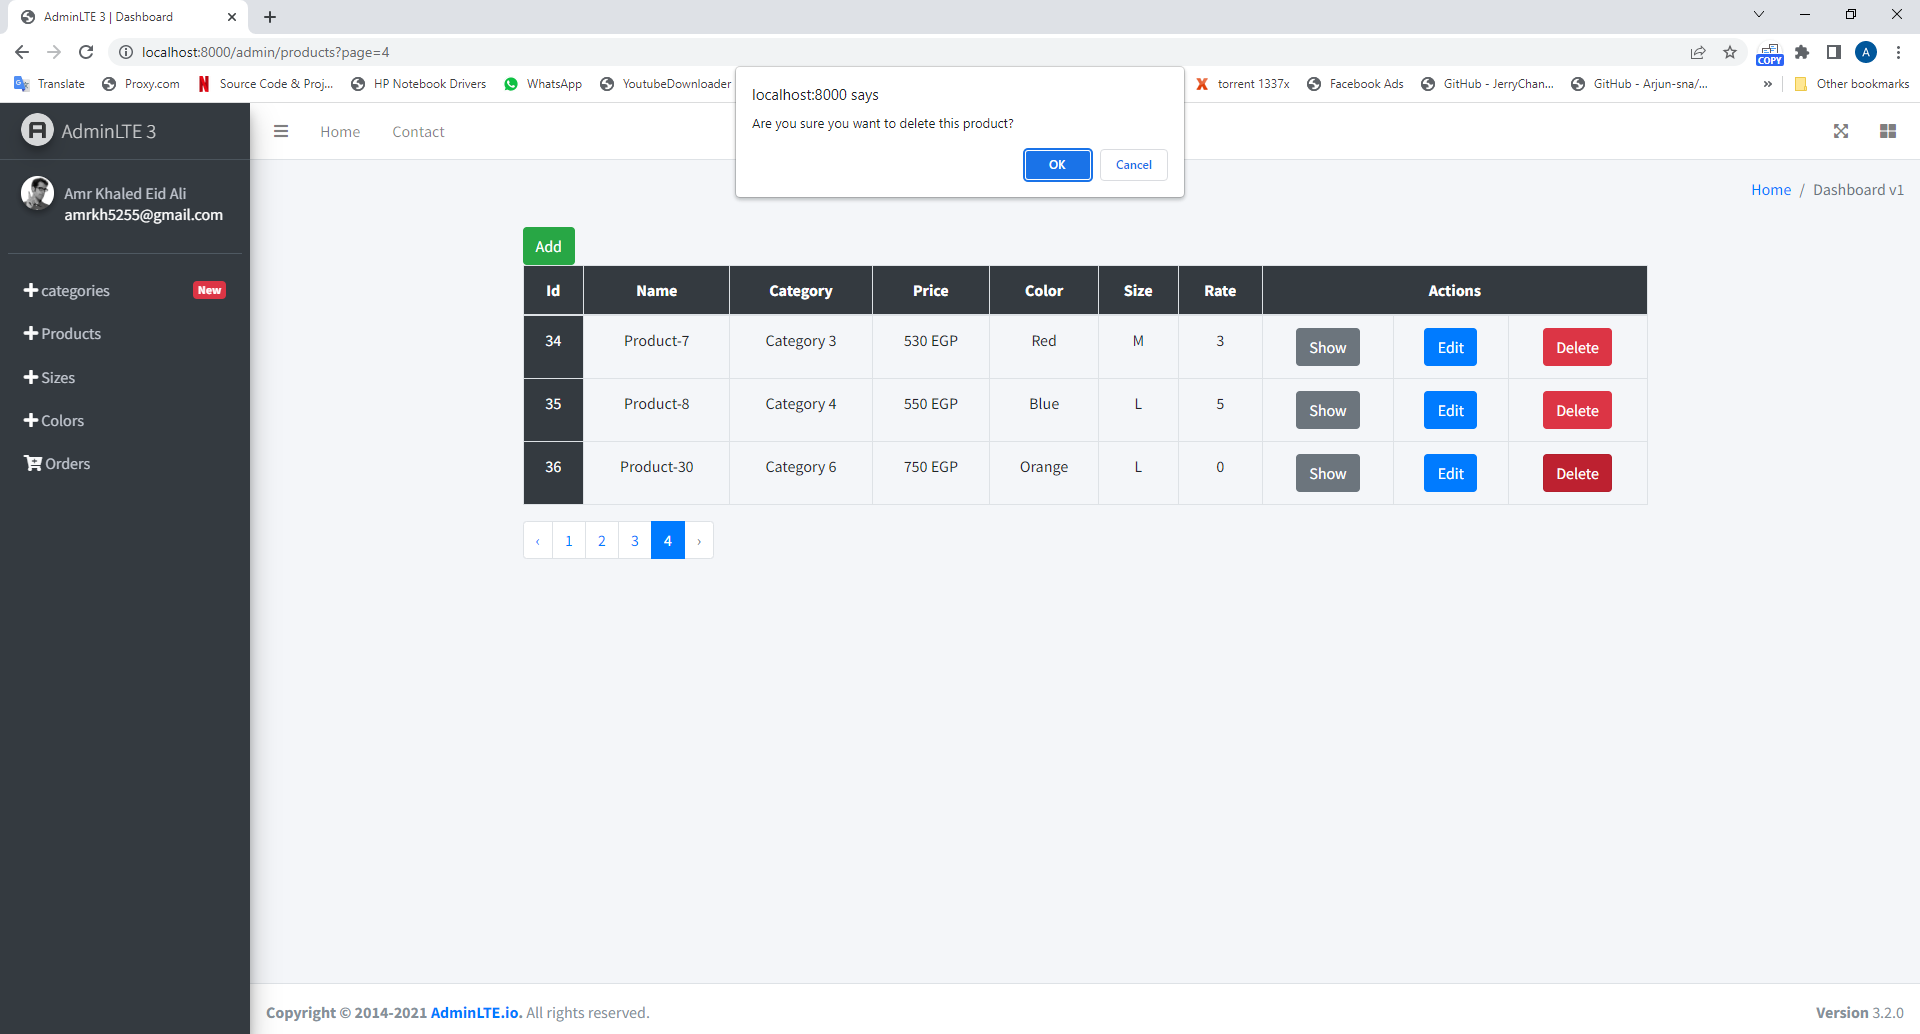 AdminLTE 3 | Dashboard
localhost:8000/admin/products?page=4
COPY
A
Translate Proxy.com Source Code & Proj... HP Notebook Drivers WhatsApp YoutubeDownloader torrent 1337x Facebook Ads GitHub - JerryChan... GitHub - Arjun-sna/... » Other bookmarks
localhost:8000 says
Are you sure you want to delete this product?
OK Cancel
AdminLTE 3
Home Contact
Amr Khaled Eid Ali
amrkh5255@gmail.com
categories New
Products
Sizes
Colors
Orders
Home / Dashboard v1
Add
Id Name Category Price Color Size Rate Actions
34 Product-7 Category 3 530 EGP Red M 3 Show Edit Delete
35 Product-8 Category 4 550 EGP Blue L 5 Show Edit Delete
36 Product-30 Category 6 750 EGP Orange L 0 Show Edit Delete
‹ 1 2 3 4 ›
Copyright © 2014-2021 AdminLTE.io. All rights reserved.
Version 3.2.0